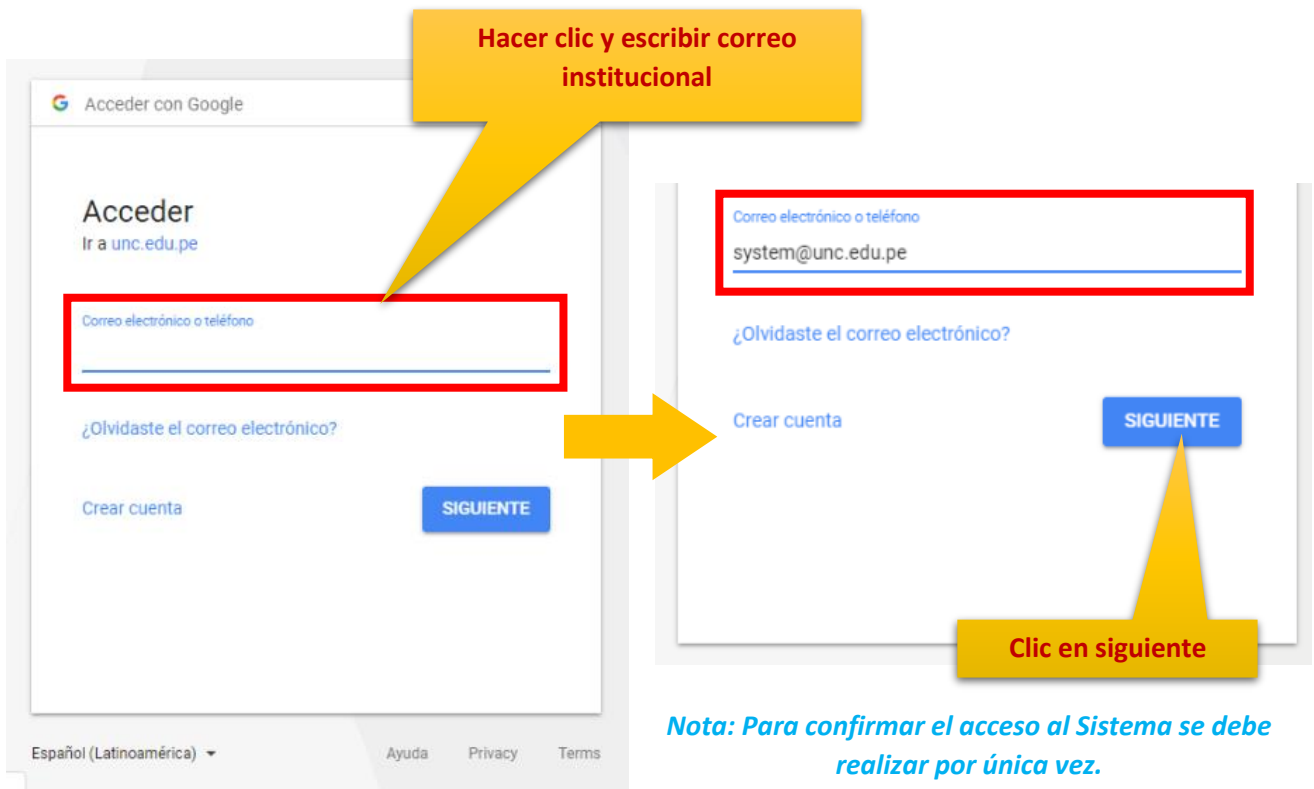 Hacer clic y escribir correo
institucional
Acceder con Google
Acceder
Ir a unc.edu.pe
Correo electrónico o teléfono
¿Olvidaste el correo electrónico?
Crear cuenta
SIGUIENTE
Español (Latinoamérica)
Ayuda
Privacy
Terms
Correo electrónico o teléfono
system@unc.edu.pe
¿Olvidaste el correo electrónico?
Crear cuenta
SIGUIENTE
Clic en siguiente
Nota: Para confirmar el acceso al Sistema se debe
realizar por única vez.